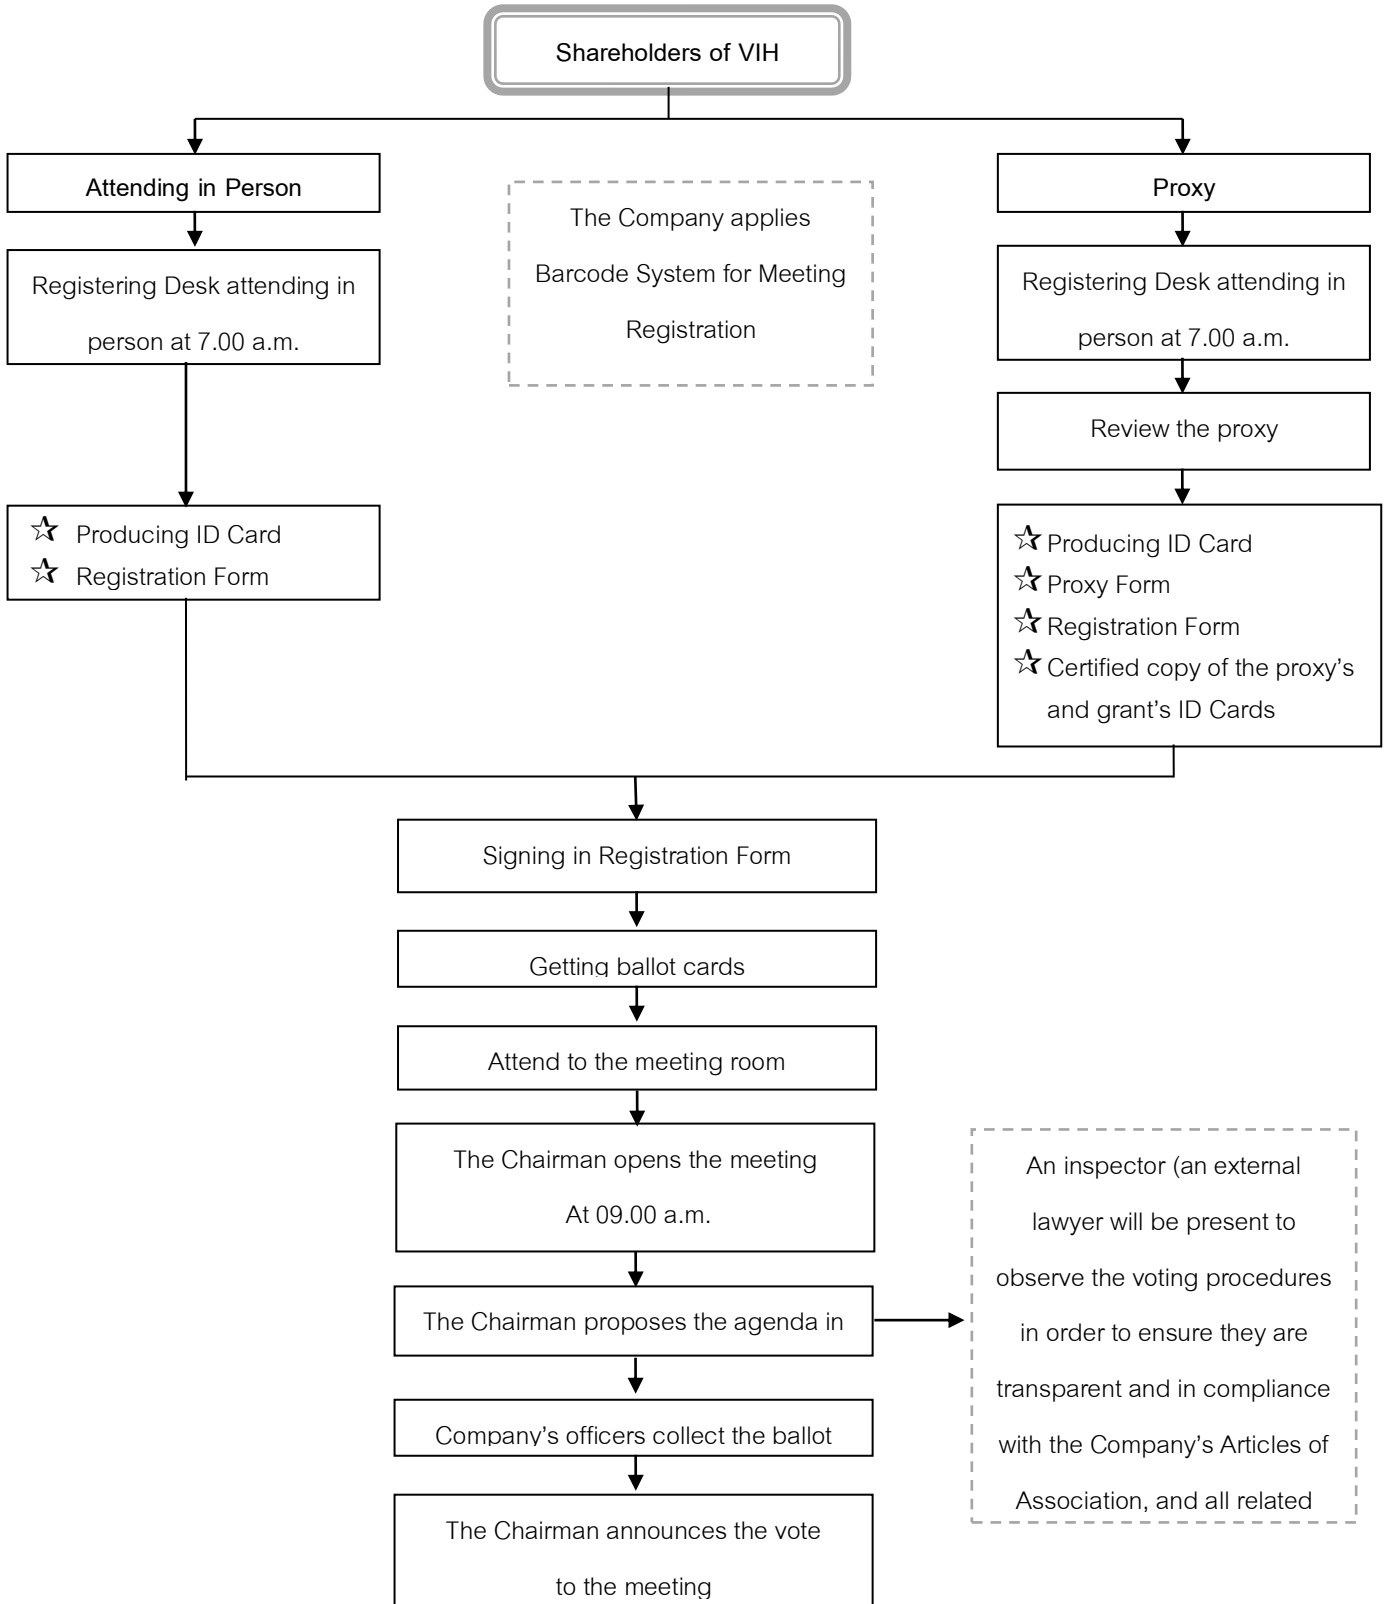 Shareholders of VIH
Attending in Person
Proxy
The Company applies
Barcode System for Meeting
Registration
Registering Desk attending in
person at 7.00 a.m.
Registering Desk attending in
person at 7.00 a.m.
Review the proxy
Producing ID Card
Registration Form
Producing ID Card
Proxy Form
Registration Form
Certified copy of the proxy’s
and grant’s ID Cards
Signing in Registration Form
Getting ballot cards
Attend to the meeting room
The Chairman opens the meeting
At 09.00 a.m.
The Chairman proposes the agenda in
An inspector (an external
lawyer will be present to
observe the voting procedures
in order to ensure they are
transparent and in compliance
with the Company’s Articles of
Association, and all related
Company’s officers collect the ballot
The Chairman announces the vote
to the meeting